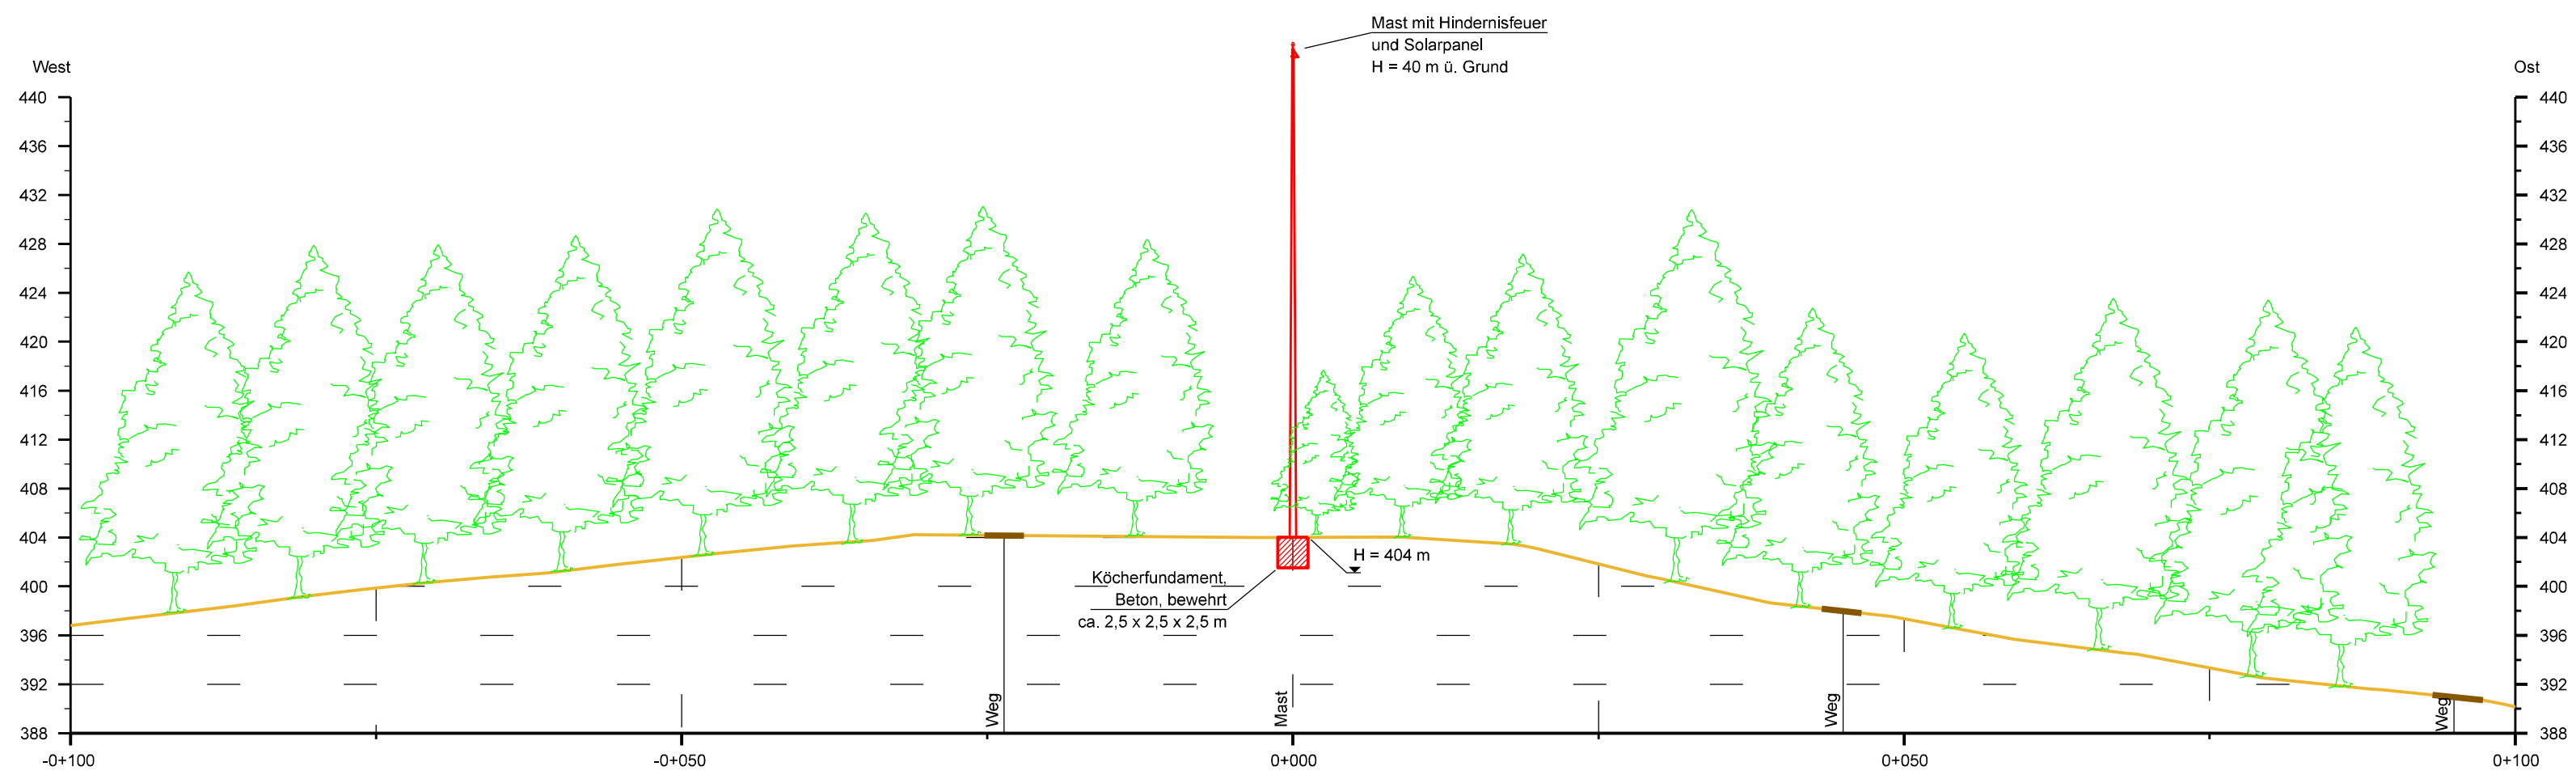 Mast mit Hindernisfeuer
und Solarpanel
H = 40 m ü. Grund
West
Ost
440
436
432
428
424
420
416
412
408
404
400
396
392
388
440
436
432
428
424
420
416
412
408
404
400
396
392
388
H = 404 m
Köcherfundament,
Beton, bewehrt
ca. 2,5 x 2,5 x 2,5 m
Weg
Mast
Weg
Weg
-0+100
-0+050
0+000
0+050
0+100